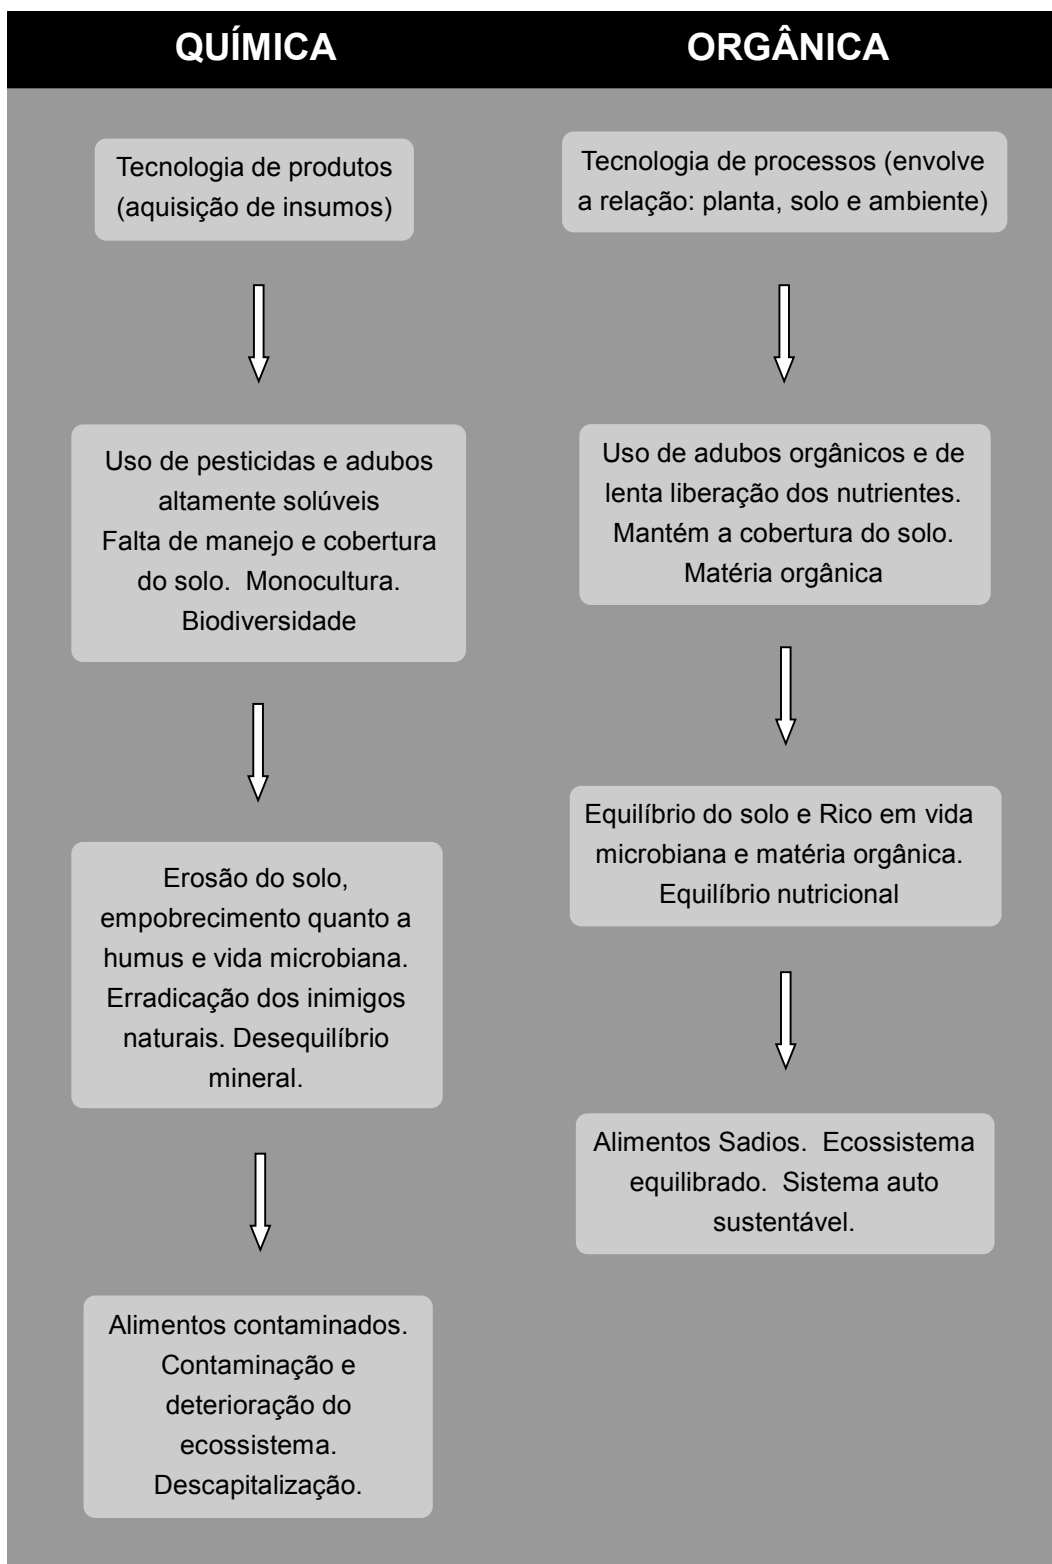 QUÍMICA
Tecnologia de produtos
(aquisição de insumos)
Uso de pesticidas e adubos
altamente solúveis
Falta de manejo e cobertura
do solo.  Monocultura.
Biodiversidade
Erosão do solo,
empobrecimento quanto a
humus e vida microbiana.
Erradicação dos inimigos
naturais. Desequilíbrio
mineral.
Alimentos contaminados.
Contaminação e
deterioração do
ecossistema.
Descapitalização.
ORGÂNICA
Tecnologia de processos (envolve
a relação: planta, solo e ambiente)
Uso de adubos orgânicos e de
lenta liberação dos nutrientes.
Mantém a cobertura do solo.
Matéria orgânica
Equilíbrio do solo e Rico em vida
microbiana e matéria orgânica.
Equilíbrio nutricional
Alimentos Sadios.  Ecossistema
equilibrado.  Sistema auto
sustentável.